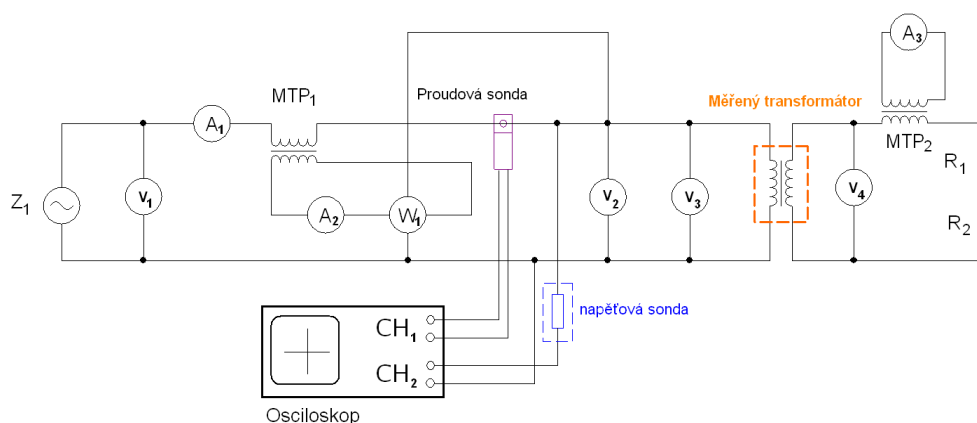 A₃
MTP₁
Proudová sonda
Měřený transformátor
A₁
MTP₂
R₁
Z₁
V₁
A₂
W₁
V₂
V₃
V₄
R₂
napěťová sonda
CH₁
CH₂
Osciloskop